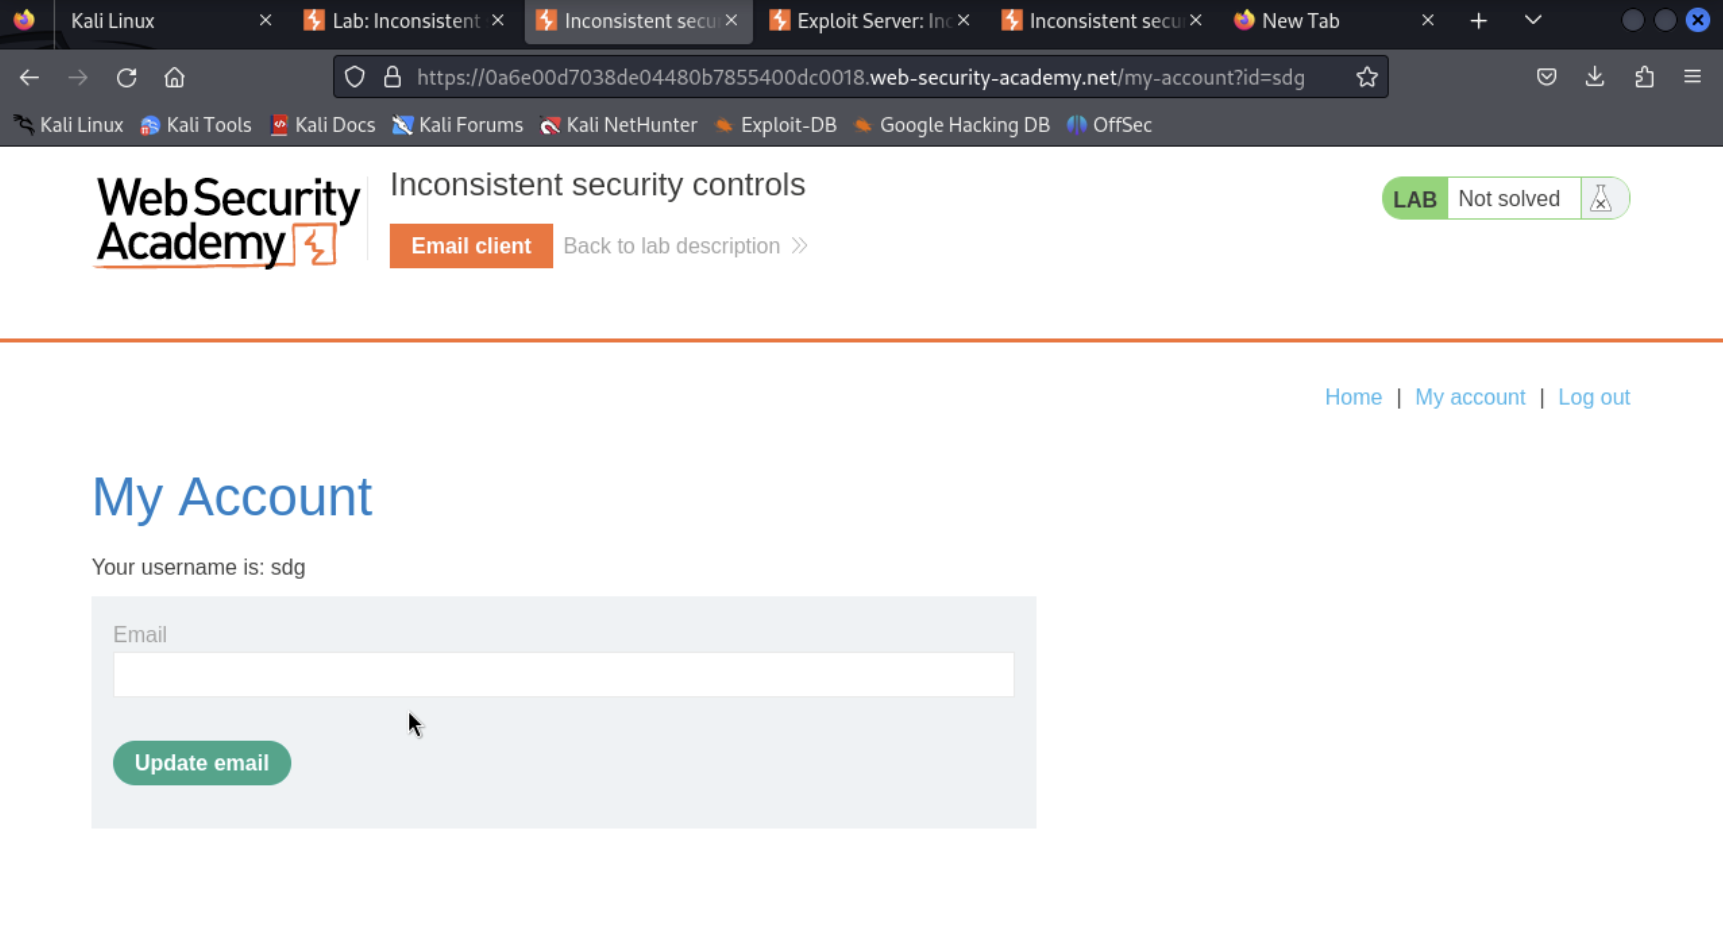 Kali Linux
Lab: Inconsistent
Inconsistent secu
Exploit Server: Inc
Inconsistent secu
New Tab
https://0a6e00d7038de04480b7855400dc0018.web-security-academy.net/my-account?id=sdg
Kali Linux
Kali Tools
Kali Docs
Kali Forums
Kali NetHunter
Exploit-DB
Google Hacking DB
OffSec
Web Security
Academy
Inconsistent security controls
Email client
Back to lab description
LAB
Not solved
Home | My account | Log out
My Account
Your username is: sdg
Email
Update email